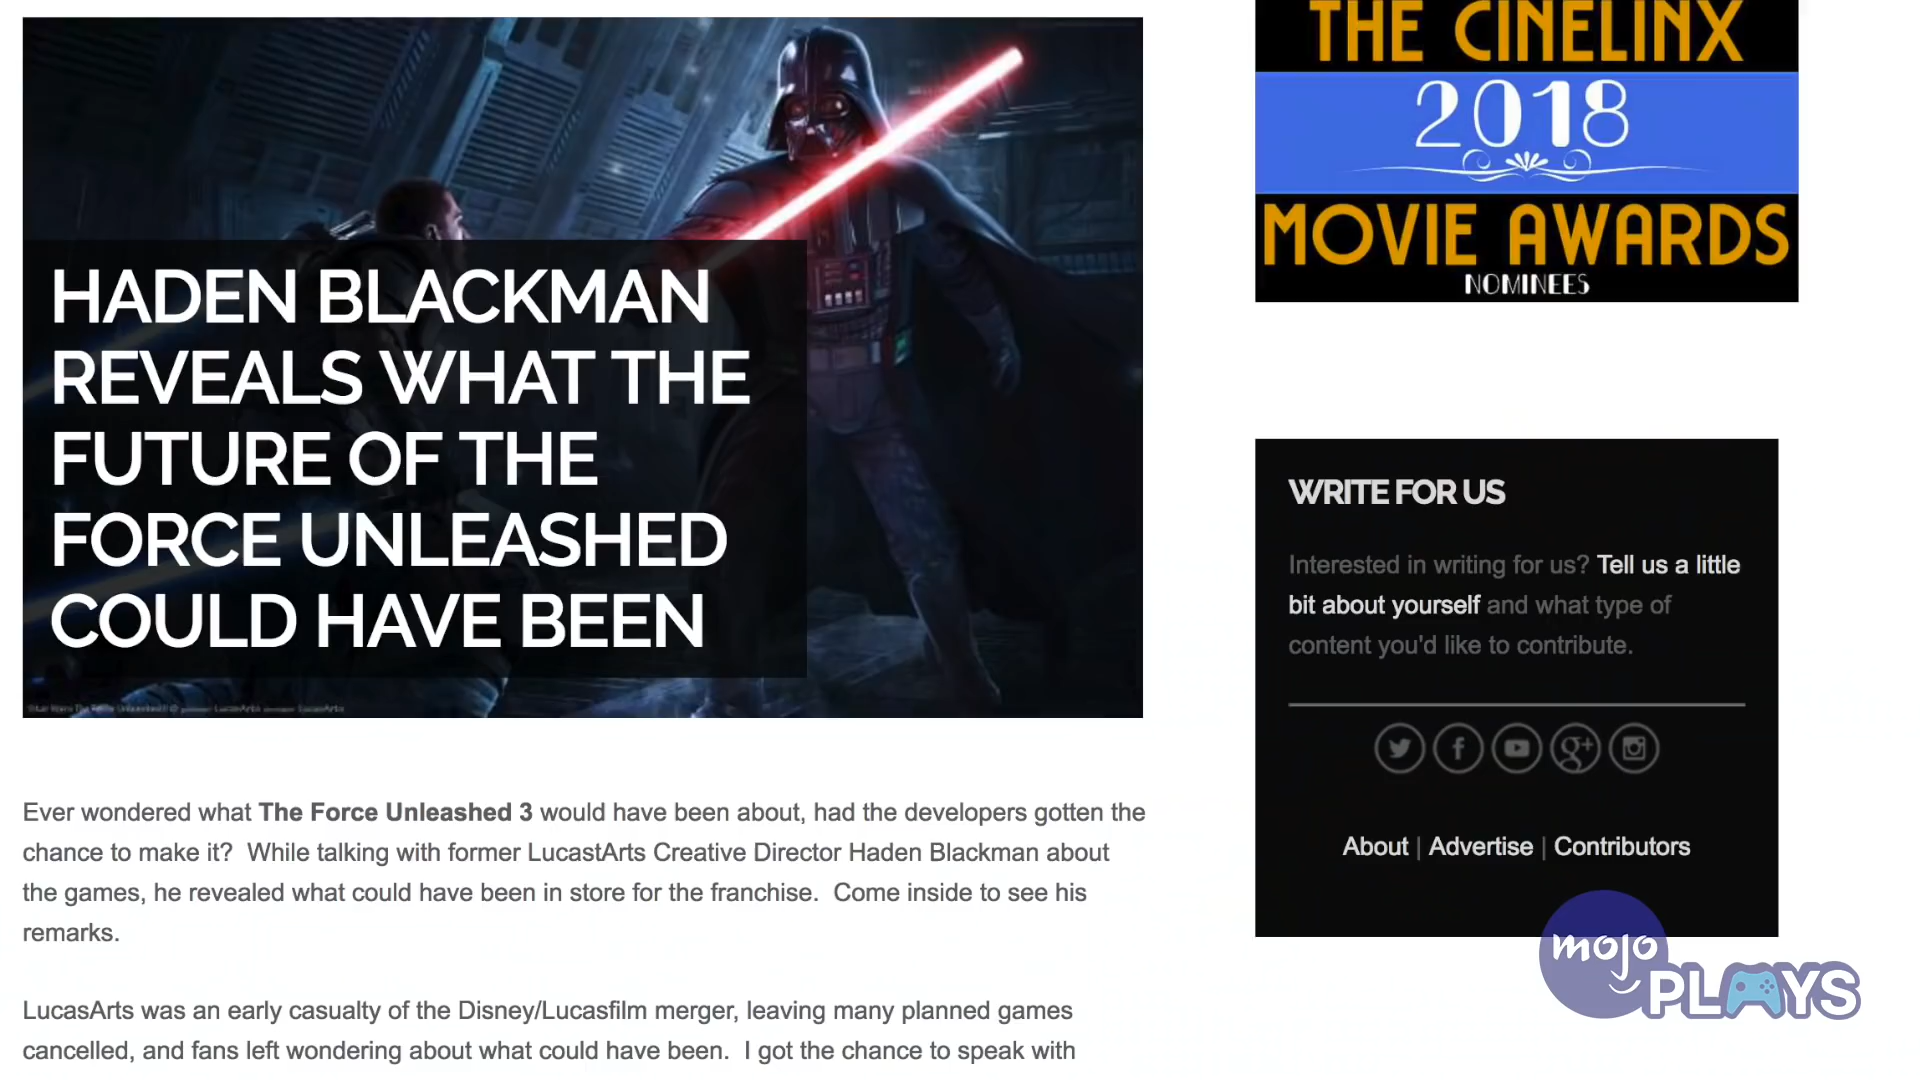 HADEN BLACKMAN
REVEALS WHAT THE
FUTURE OF THE
FORCE UNLEASHED
COULD HAVE BEEN
Ever wondered what The Force Unleashed 3 would have been about, had the developers gotten the
chance to make it?  While talking with former LucastArts Creative Director Haden Blackman about
the games, he revealed what could have been in store for the franchise.  Come inside to see his
remarks.
LucasArts was an early casualty of the Disney/Lucasfilm merger, leaving many planned games
cancelled, and fans left wondering about what could have been.  I got the chance to speak with
THE CINELINX
2018
MOVIE AWARDS
NOMINEES
WRITE FOR US
Interested in writing for us? Tell us a little
bit about yourself and what type of
content you'd like to contribute.
About | Advertise | Contributors
mojo
PLAYS